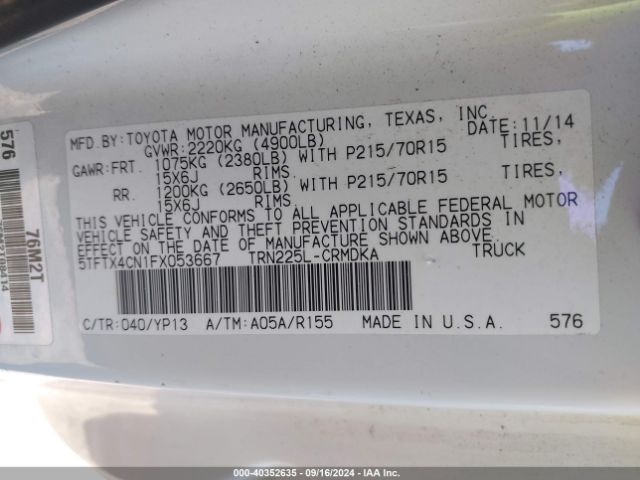 MFD.BY:TOYOTA MOTOR MANUFACTURING, TEXAS, INC.
GVWR:2220KG (4900LB) DATE:11/14
GAWR:FRT. 1075KG (2380LB) WITH P215/70R15 TIRES,
15X6J RIMS,
RR. 1200KG (2650LB) WITH P215/70R15 TIRES,
15X6J RIMS,
THIS VEHICLE CONFORMS TO ALL APPLICABLE FEDERAL MOTOR
VEHICLE SAFETY AND THEFT PREVENTION STANDARDS IN
EFFECT ON THE DATE OF MANUFACTURE SHOWN ABOVE.
5TFTX4CN1FX053667 TRN225L-CRMDKA TRUCK
C/TR:040/YP13 A/TM:A05A/R155 MADE IN U.S.A. 576
576
76M2T
000-40352635 - 09/16/2024 - IAAI.COM